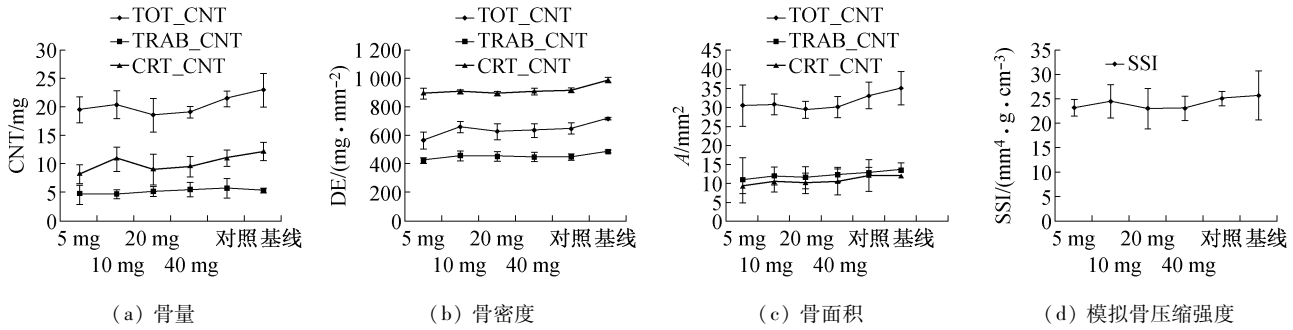 TOT_CNT
TRAB_CNT
CRT_CNT
CNT/mg
30
25
20
15
10
5
0
5 mg 20 mg 对照 基线
10 mg 40 mg
(a) 骨量
TOT_CNT
TRAB_CNT
CRT_CNT
DE/(mg·mm⁻²)
1 200
1 000
800
600
400
200
0
5 mg 20 mg 对照 基线
10 mg 40 mg
(b) 骨密度
TOT_CNT
TRAB_CNT
CRT_CNT
A/mm²
45
40
35
30
25
20
15
10
5
0
5 mg 20 mg 对照 基线
10 mg 40 mg
(c) 骨面积
SSI
SSI/(mm⁴·g·cm⁻³)
35
30
25
20
15
10
5
0
5 mg 20 mg 对照 基线
10 mg 40 mg
(d) 模拟骨压缩强度